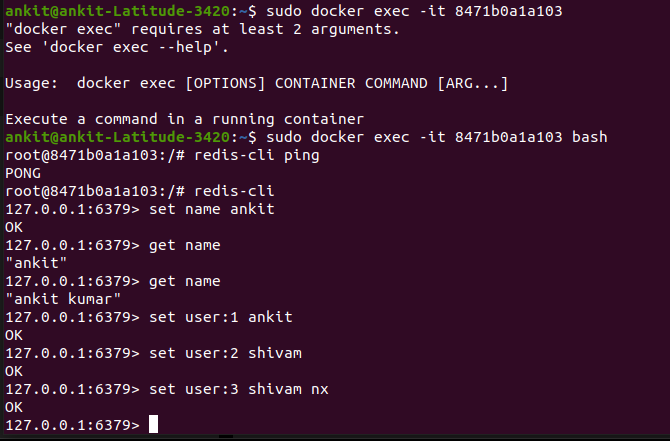 ankit@ankit-Latitude-3420:~$ sudo docker exec -it 8471b0a1a103
"docker exec" requires at least 2 arguments.
See 'docker exec --help'.
Usage:  docker exec [OPTIONS] CONTAINER COMMAND [ARG...]
Execute a command in a running container
ankit@ankit-Latitude-3420:~$ sudo docker exec -it 8471b0a1a103 bash
root@8471b0a1a103:/# redis-cli ping
PONG
root@8471b0a1a103:/# redis-cli
127.0.0.1:6379> set name ankit
OK
127.0.0.1:6379> get name
"ankit"
127.0.0.1:6379> get name
"ankit kumar"
127.0.0.1:6379> set user:1 ankit
OK
127.0.0.1:6379> set user:2 shivam
OK
127.0.0.1:6379> set user:3 shivam nx
OK
127.0.0.1:6379>